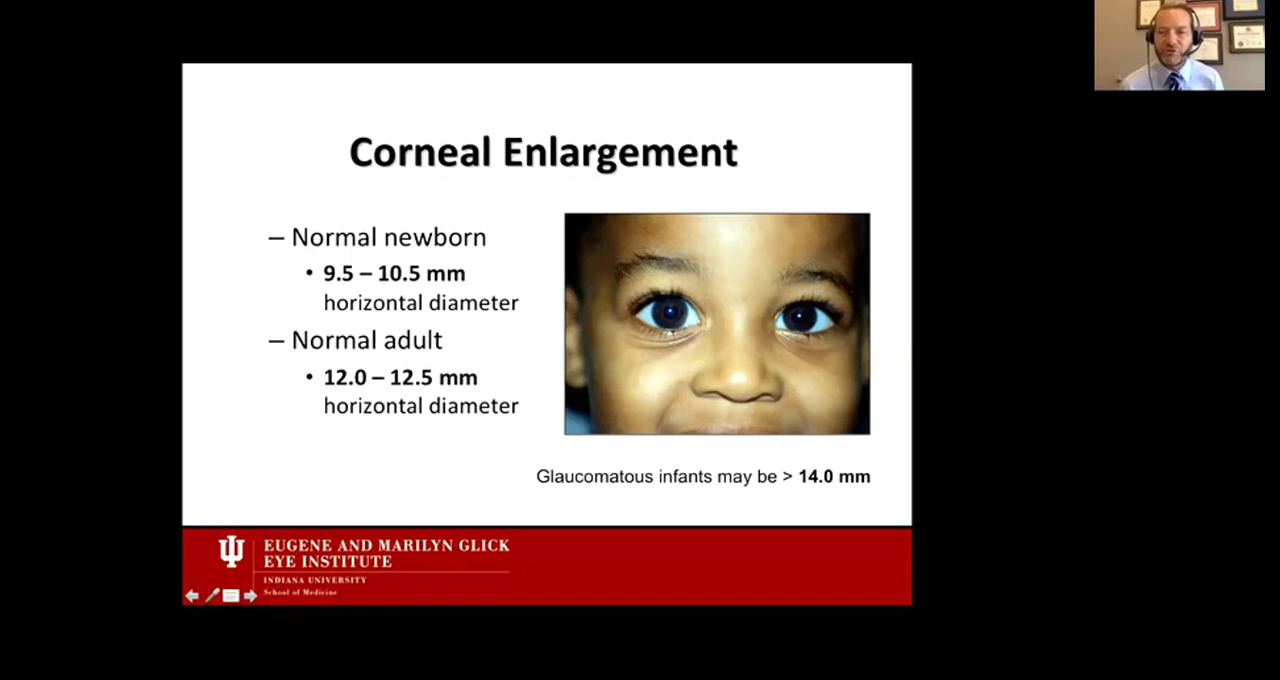 Corneal Enlargement
– Normal newborn
• 9.5 – 10.5 mm
horizontal diameter
– Normal adult
• 12.0 – 12.5 mm
horizontal diameter
Glaucomatous infants may be > 14.0 mm
EUGENE AND MARILYN GLICK
EYE INSTITUTE
INDIANA UNIVERSITY
School of Medicine